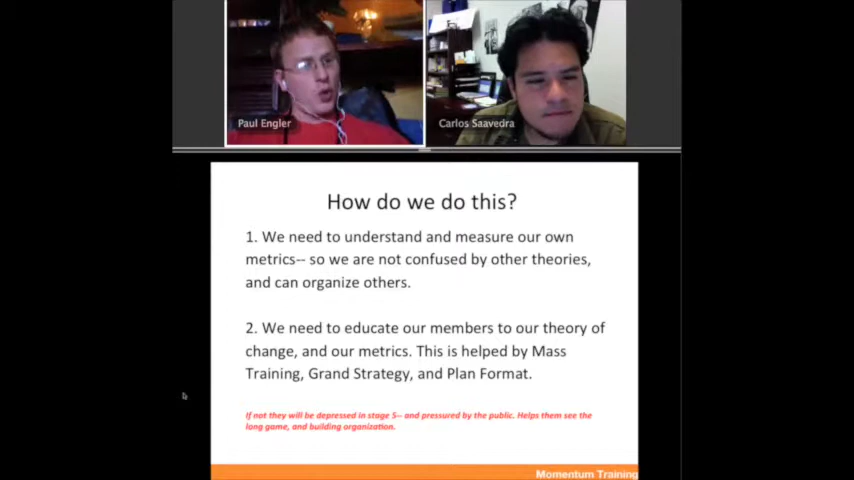 Paul Engler
Carlos Saavedra
How do we do this?
1. We need to understand and measure our own
metrics-- so we are not confused by other theories,
and can organize others.
2. We need to educate our members to our theory of
change, and our metrics. This is helped by Mass
Training, Grand Strategy, and Plan Format.
If not they will be depressed in stage 5-- and pressured by the public. Helps them see the
long game, and building organization.
Momentum Training